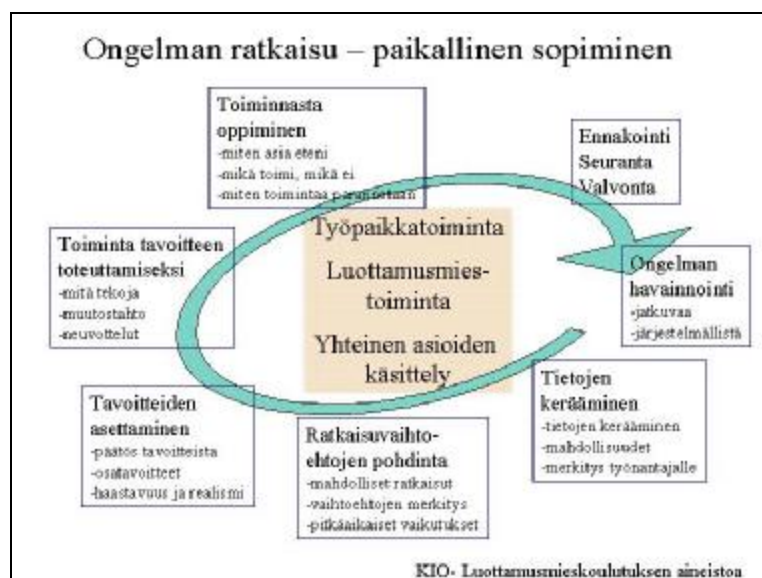 Ongelman ratkaisu – paikallinen sopiminen
Toiminnasta
oppiminen
-miten asia eteni
-mikä toimi, mikä ei
-miten toimintaa parannetaan
Ennakointi
Seuranta
Valvonta
Työpaikkatoiminta
Luottamusmies-
toiminta
Yhteinen asioiden
käsittely
Toiminta tavoitteen
toteuttamiseksi
-mitä tekoja
-muutostahto
-neuvottelut
Ongelman
havainnointi
-jatkuvaa
-järjestelmällistä
Tavoitteiden
asettaminen
-päätös tavoitteista
-osatavoitteet
-haastavuus ja realismi
Ratkaisuvaihto-
ehtojen pohdinta
-mahdolliset ratkaisut
-vaihtoehtojen merkitys
-pitkäaikaiset vaikutukset
Tietojen
kerääminen
-tietojen kerääminen
-mahdollisuudet
-merkitys työnantajalle
KIO- Luottamusmieskoulutuksen aineistoa